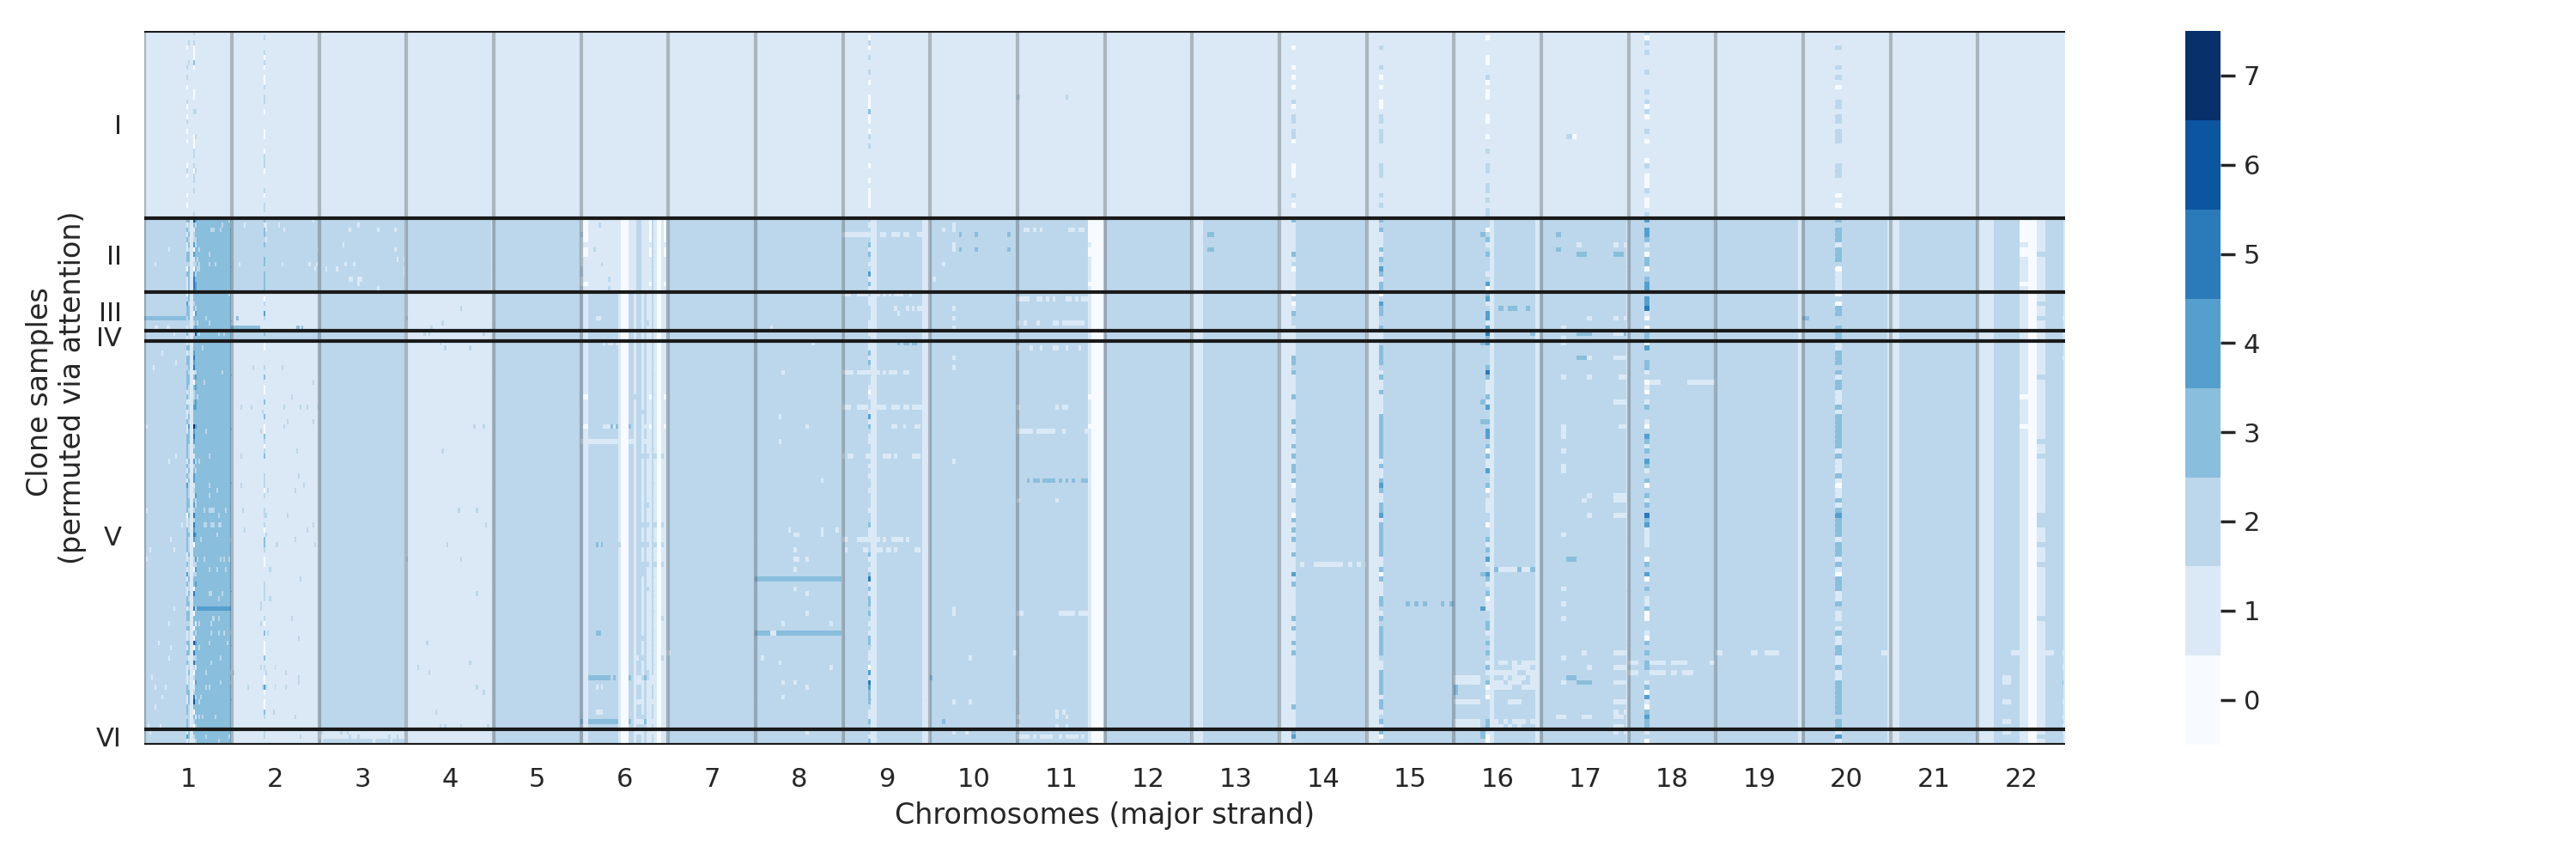 Clone samples
(permuted via attention)
I
II
III
IV
V
VI
1 2 3 4 5 6 7 8 9 10 11 12 13 14 15 16 17 18 19 20 21 22
Chromosomes (major strand)
7
6
5
4
3
2
1
0